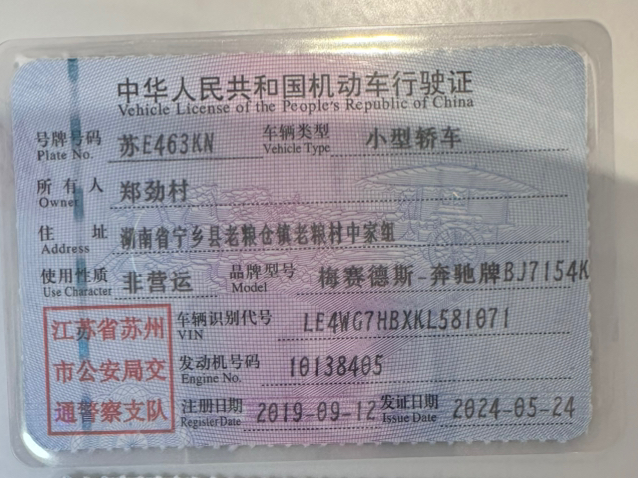 中华人民共和国机动车行驶证
Vehicle License of the People's Republic of China
号牌号码 苏E463KN 车辆类型 小型轿车
Plate No. Vehicle Type
所有人 郑劲村
Owner
住址 湖南省宁乡县老粮仓镇老粮村中家组
Address
使用性质 非营运 品牌型号 梅赛德斯-奔驰牌BJ7154K
Use Character Model
江苏省苏州 车辆识别代号 LE4WG7HBXKL581071
VIN
市公安局交 发动机号码 10138405
Engine No.
通警察支队 注册日期 2019-09-12 发证日期 2024-05-24
Register Date Issue Date